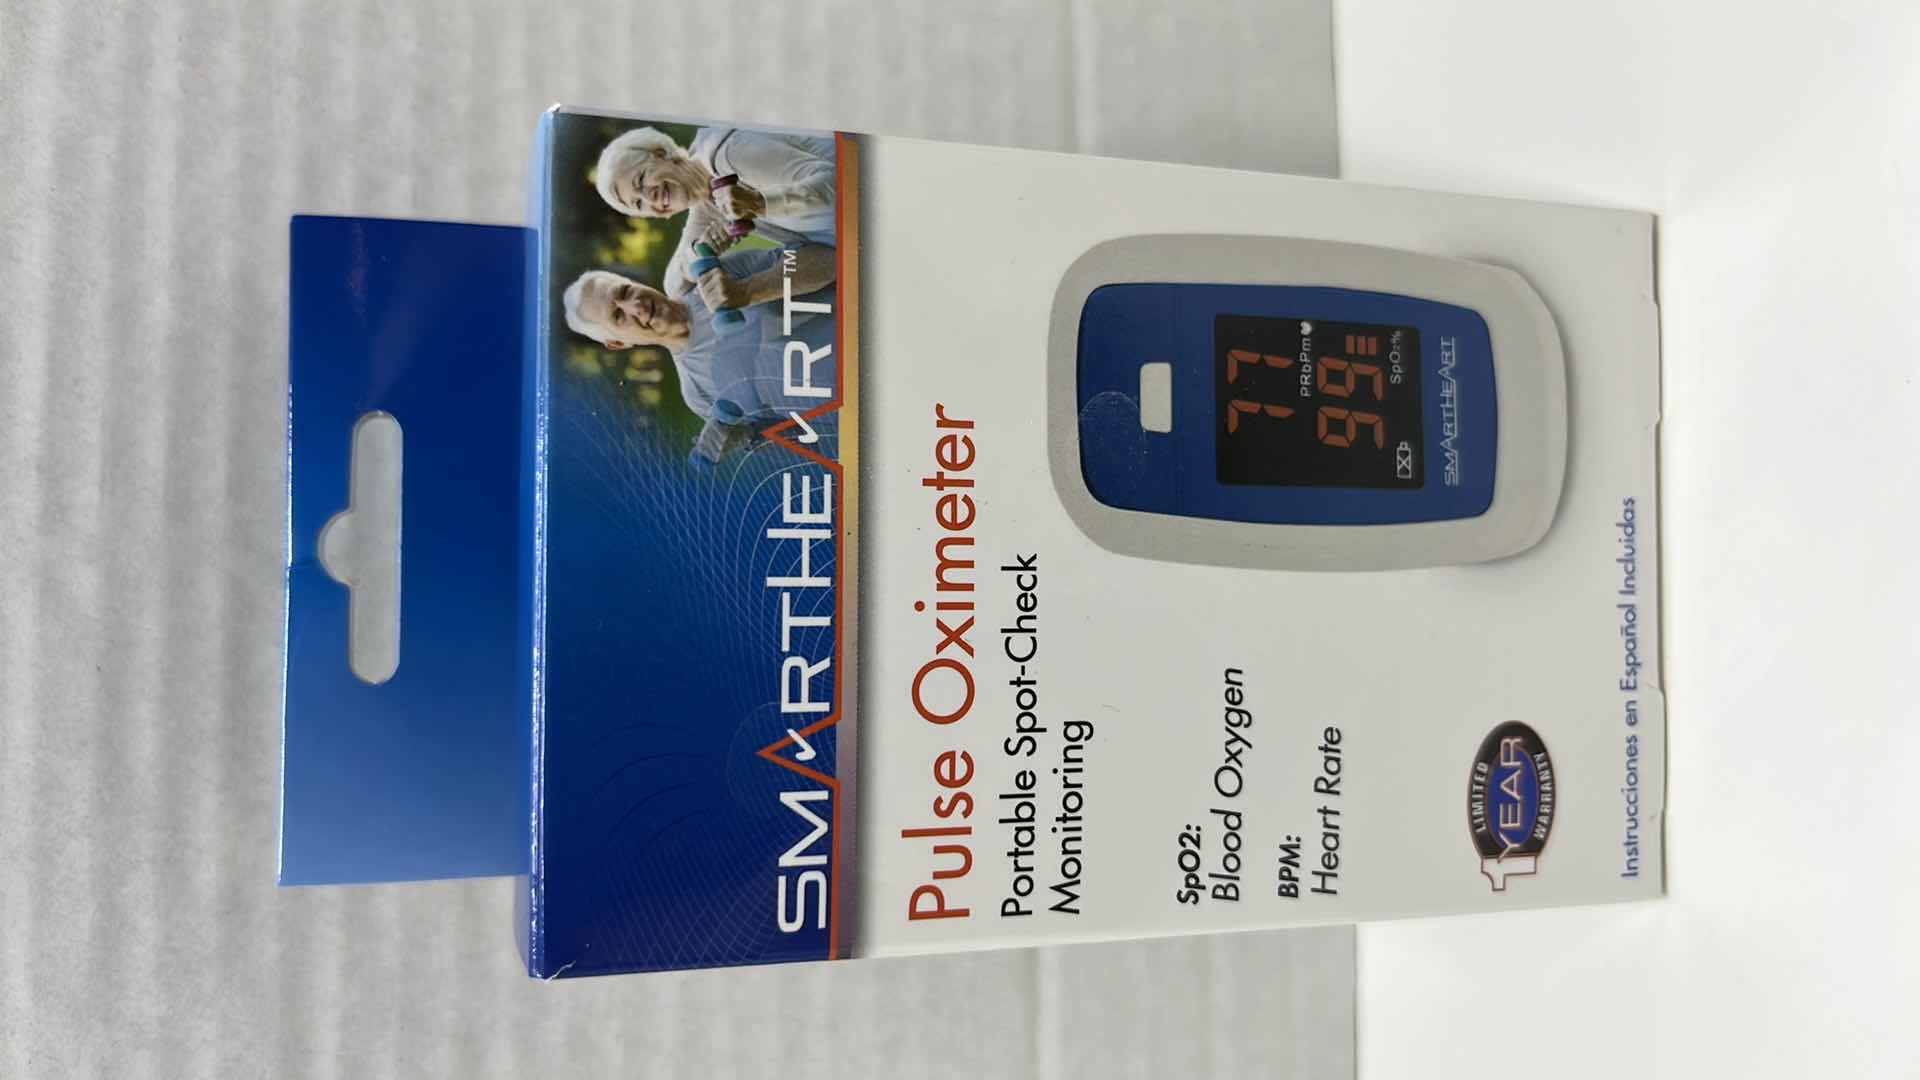 SMARTHEART™
Pulse Oximeter
Portable Spot-Check
Monitoring
77
PRbPm
99
SpO2%
SMARTHEART
SpO2:
Blood Oxygen
BPM:
Heart Rate
LIMITED
1 YEAR
WARRANTY
Instrucciones en Español Incluidas